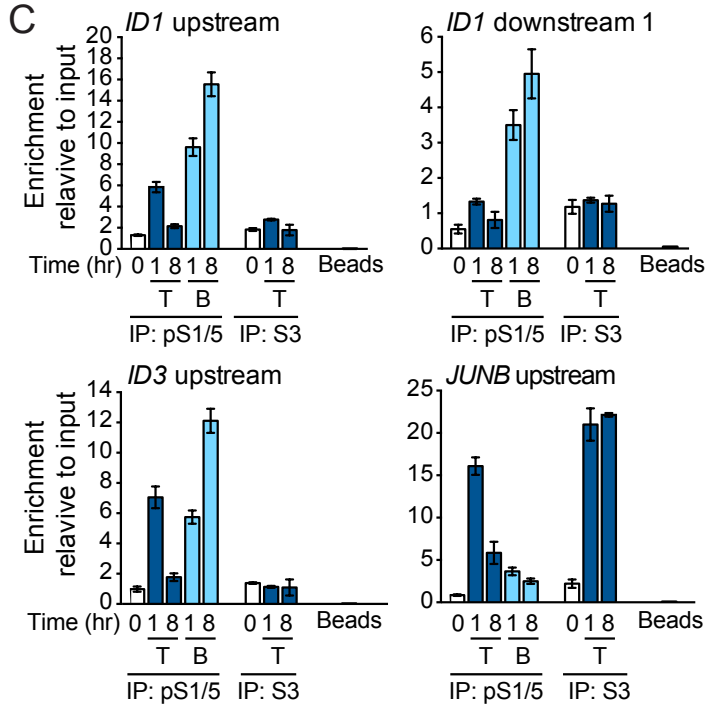 C
ID1 upstream
Enrichment
relavive to input
20
18
16
14
12
10
8
6
4
2
0
Time (hr) 0 1 8 1 8 0 1 8 Beads
T B T
IP: pS1/5 IP: S3
ID1 downstream 1
6
5
4
3
2
1
0
0 1 8 1 8 0 1 8 Beads
T B T
IP: pS1/5 IP: S3
ID3 upstream
Enrichment
relavive to input
14
12
10
8
6
4
2
0
Time (hr) 0 1 8 1 8 0 1 8 Beads
T B T
IP: pS1/5 IP: S3
JUNB upstream
25
20
15
10
5
0
0 1 8 1 8 0 1 8 Beads
T B T
IP: pS1/5 IP: S3